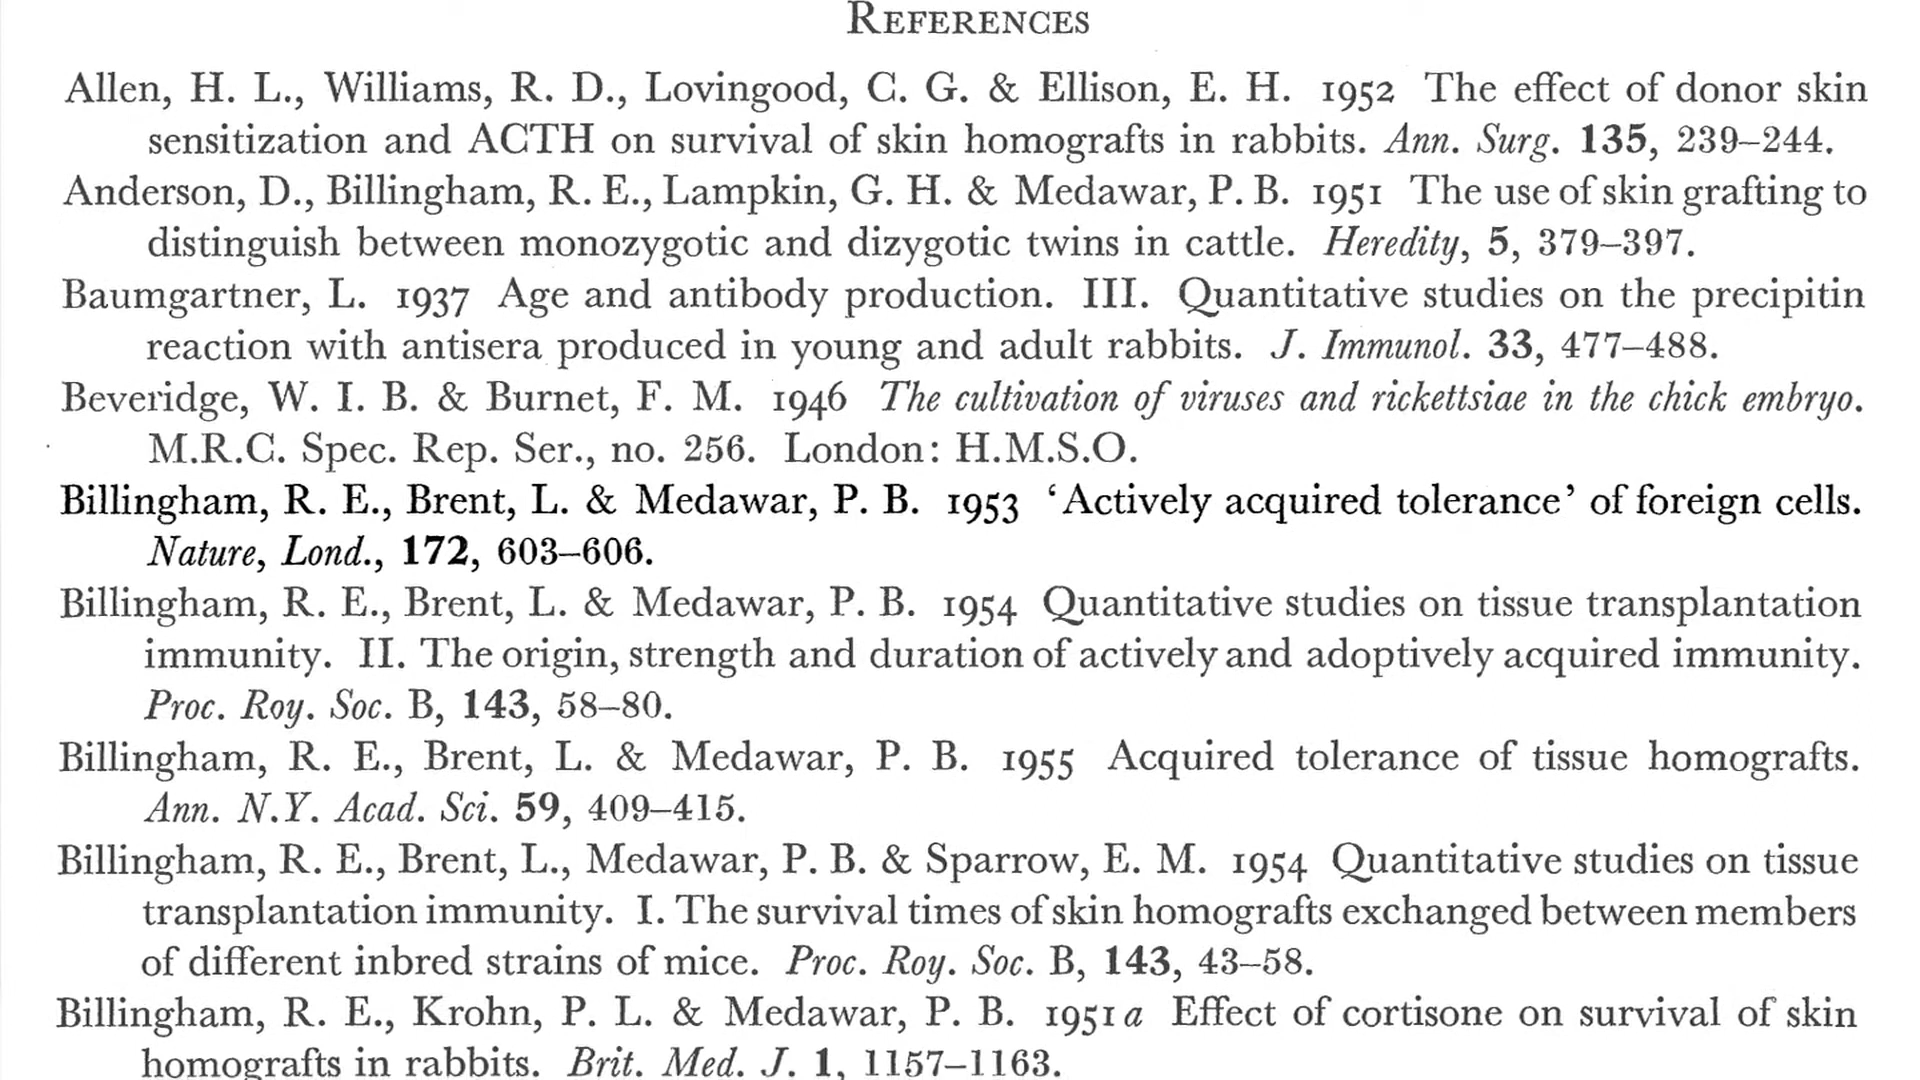 REFERENCES
Allen, H. L., Williams, R. D., Lovingood, C. G. & Ellison, E. H. 1952 The effect of donor skin
sensitization and ACTH on survival of skin homografts in rabbits. Ann. Surg. 135, 239–244.
Anderson, D., Billingham, R. E., Lampkin, G. H. & Medawar, P. B. 1951 The use of skin grafting to
distinguish between monozygotic and dizygotic twins in cattle. Heredity, 5, 379–397.
Baumgartner, L. 1937 Age and antibody production. III. Quantitative studies on the precipitin
reaction with antisera produced in young and adult rabbits. J. Immunol. 33, 477–488.
Beveridge, W. I. B. & Burnet, F. M. 1946 The cultivation of viruses and rickettsiae in the chick embryo.
M.R.C. Spec. Rep. Ser., no. 256. London: H.M.S.O.
Billingham, R. E., Brent, L. & Medawar, P. B. 1953 ‘Actively acquired tolerance’ of foreign cells.
Nature, Lond., 172, 603–606.
Billingham, R. E., Brent, L. & Medawar, P. B. 1954 Quantitative studies on tissue transplantation
immunity. II. The origin, strength and duration of actively and adoptively acquired immunity.
Proc. Roy. Soc. B, 143, 58–80.
Billingham, R. E., Brent, L. & Medawar, P. B. 1955 Acquired tolerance of tissue homografts.
Ann. N.Y. Acad. Sci. 59, 409–415.
Billingham, R. E., Brent, L., Medawar, P. B. & Sparrow, E. M. 1954 Quantitative studies on tissue
transplantation immunity. I. The survival times of skin homografts exchanged between members
of different inbred strains of mice. Proc. Roy. Soc. B, 143, 43–58.
Billingham, R. E., Krohn, P. L. & Medawar, P. B. 1951a Effect of cortisone on survival of skin
homografts in rabbits. Brit. Med. J. 1, 1157–1163.